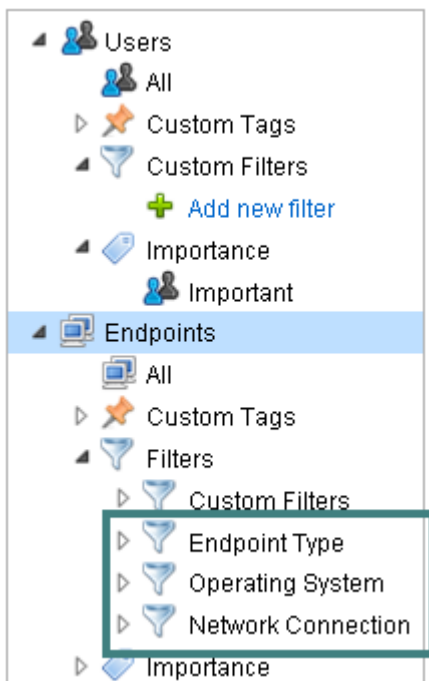 Users
All
Custom Tags
Custom Filters
Add new filter
Importance
Important
Endpoints
All
Custom Tags
Filters
Custom Filters
Endpoint Type
Operating System
Network Connection
Importance